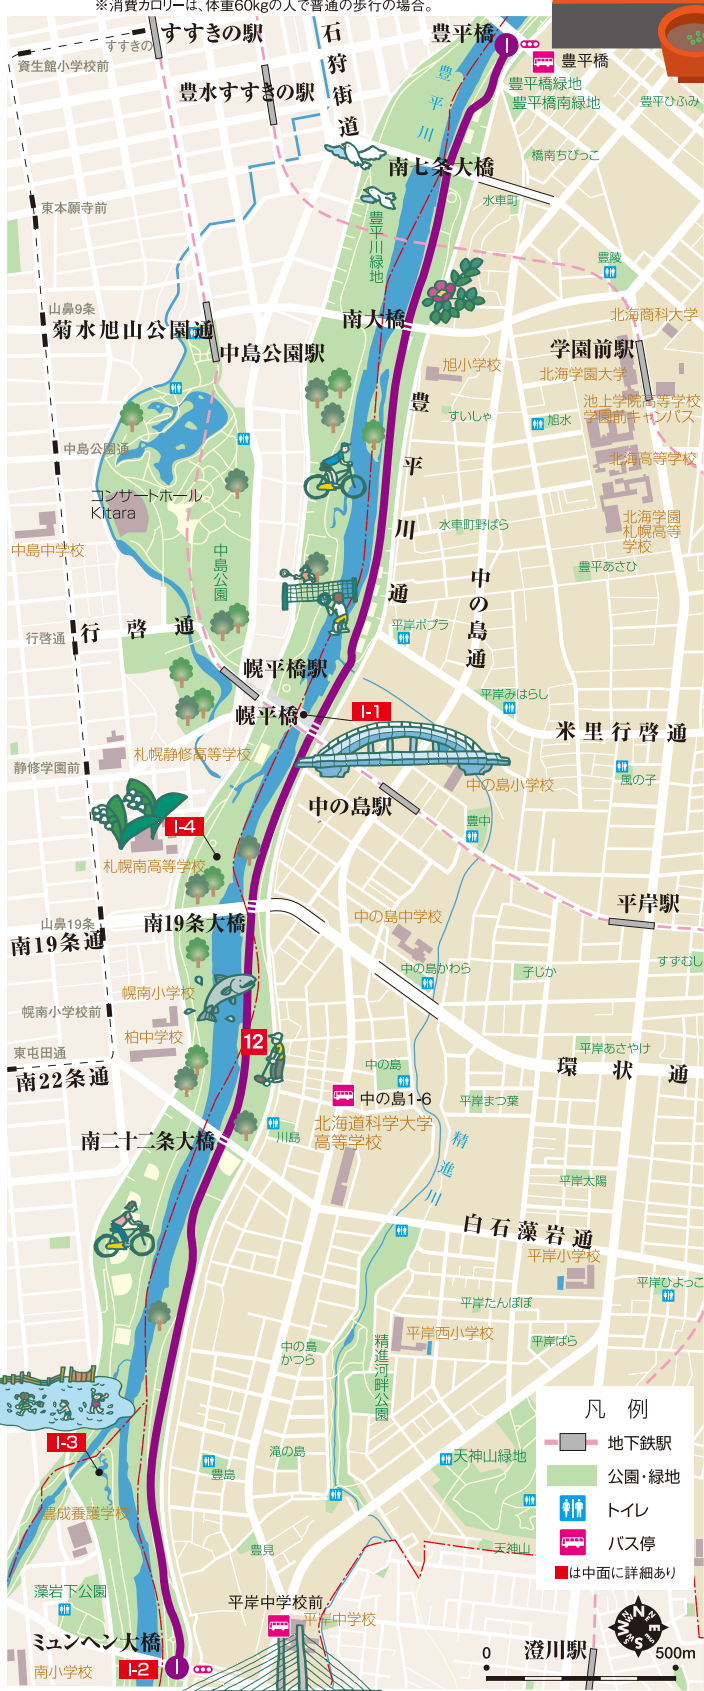 ※消費カロリーは、体重60kgの人で普通の歩行の場合。
すすきの駅
すすきの
資生館小学校前
石狩街道
豊平橋
I
豊平橋
豊平橋緑地
豊平橋南緑地
豊平ひふみ
豊水すすきの駅
豊平川
橋南ちびっこ
南七条大橋
水車町
東本願寺前
豊平川緑地
豊陵
山鼻9条
菊水旭山公園通
南大橋
北海商科大学
中島公園駅
学園前駅
旭小学校
北海学園大学
池上学院高等学校
学園前キャンパス
すいしゃ
旭水
豊平川通
中島公園通
北海高等学校
コンサートホール
Kitara
中島中学校
北海学園
札幌高等
学校
水車町野ばら
中島公園
豊平あさひ
中の島通
行啓通
行啓通
平岸ポプラ
幌平橋駅
平岸みはらし
幌平橋
I-1
米里行啓通
札幌静修高等学校
静修学園前
中の島小学校
風の子
中の島駅
豊中
I-4
札幌南高等学校
平岸駅
山鼻19条
南19条大橋
中の島中学校
南19条通
すずむし
中の島かわら
子じか
幌南小学校
幌南小学校前
柏中学校
12
東屯田通
平岸あさやけ
中の島
環状通
南22条通
中の島1-6
平岸まつ葉
北海道科学大学
高等学校
川島
南二十二条大橋
精進川
平岸太陽
白石藻岩通
平岸小学校
平岸ひよっこ
平岸たんぽぽ
平岸西小学校
平岸ばら
中の島
かつら
精進河畔公園
凡 例
地下鉄駅
公園・緑地
トイレ
バス停
は中面に詳細あり
I-3
滝の島
天神山緑地
豊島
豊成養護学校
豊見
天神山
藻岩下公園
平岸中学校前
平岸中学校
ミュンヘン大橋
I-2
I
南小学校
澄川駅
N
E
S
W
0
500m